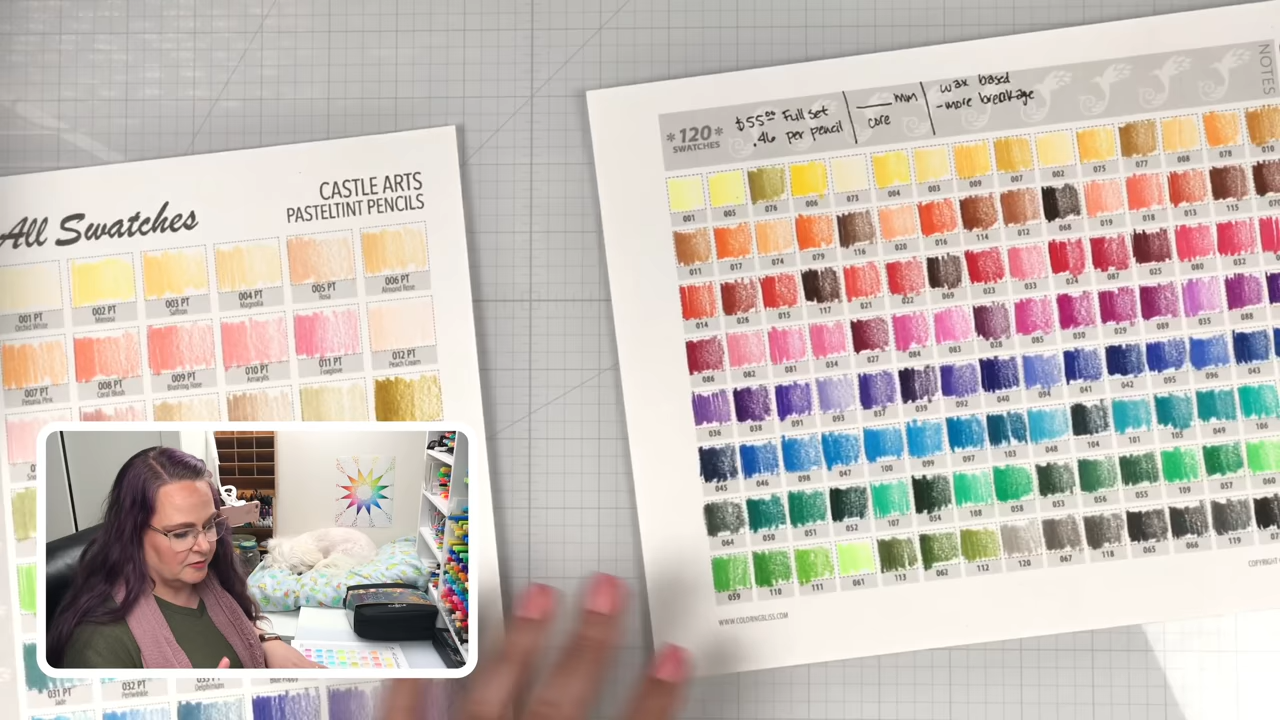 All Swatches
CASTLE ARTS
PASTELTINT PENCILS
001 PT 002 PT 003 PT 004 PT 005 PT 006 PT
Orchid White Mimosa Saffron Magnolia Rosa Almond Rose
007 PT 008 PT 009 PT 010 PT 011 PT 012 PT
Petunia Pink Coral Blush Blushing Rose Amaryllis Foxglove Peach Cream
031 PT 032 PT
Jade Periwinkle Delphinium
*120*
SWATCHES
$55.00 Full set
.46 per pencil
___ mm
core
wax based
- more breakage
NOTES
001 005 076 006 073 004 003 009 007 002 075 077 008 078 010
011 017 074 079 116 020 016 114 012 068 019 018 013 115
014 026 015 117 021 022 069 023 033 024 087 025 080 032
086 082 081 034 027 084 083 028 085 030 029 089 035 088
036 038 091 093 037 039 092 040 094 041 042 095 096 043
045 046 098 047 100 099 097 103 048 104 101 105 049 106
064 050 051 052 107 054 108 058 053 056 055 109 057 060
059 110 111 061 113 062 112 120 067 118 065 066 119
WWW.COLORINGBLISS.COM